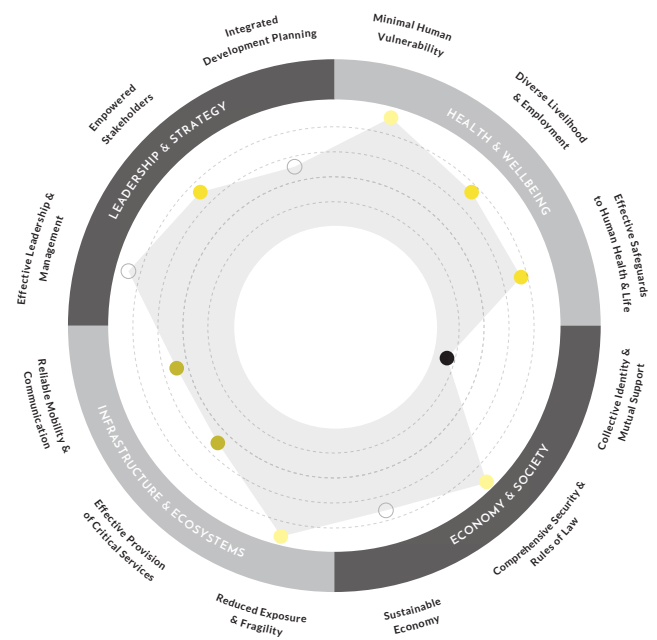 Integrated
Development Planning
Minimal Human
Vulnerability
Diverse Livelihood
& Employment
Effective Safeguards
to Human Health & Life
Collective Identity &
Mutual Support
Comprehensive Security &
Rules of Law
Sustainable
Economy
Reduced Exposure
& Fragility
Effective Provision
of Critical Services
Reliable Mobility &
Communication
Effective Leadership &
Management
Empowered
Stakeholders
LEADERSHIP & STRATEGY
HEALTH & WELLBEING
ECONOMY & SOCIETY
INFRASTRUCTURE & ECOSYSTEMS